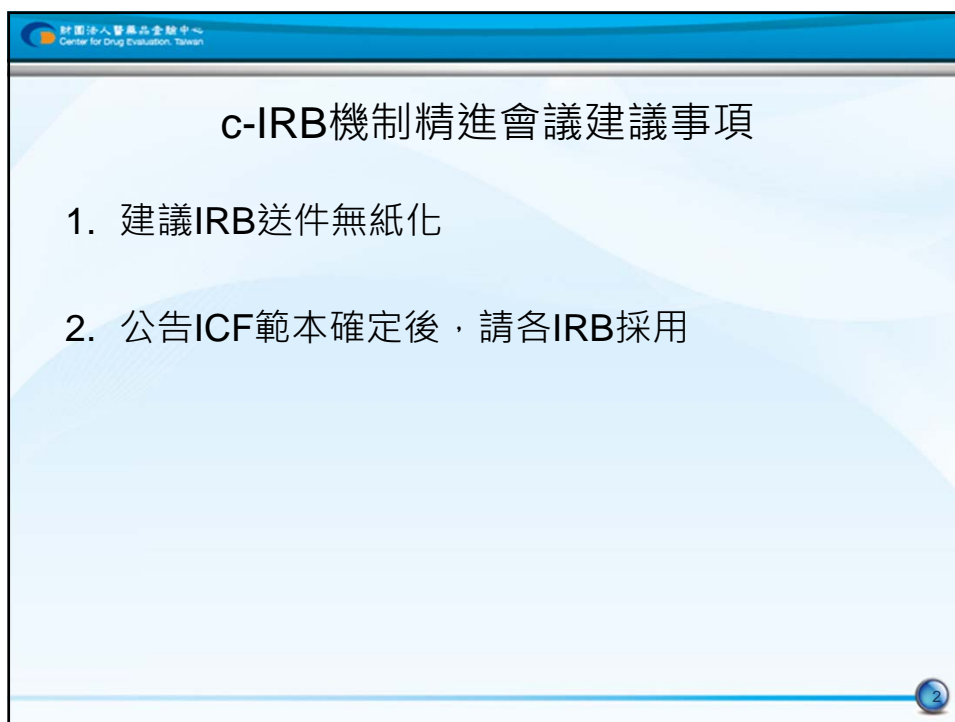 財團法人醫藥品查驗中心
Center for Drug Evaluation, Taiwan
c-IRB機制精進會議建議事項
1. 建議IRB送件無紙化
2. 公告ICF範本確定後，請各IRB採用
2